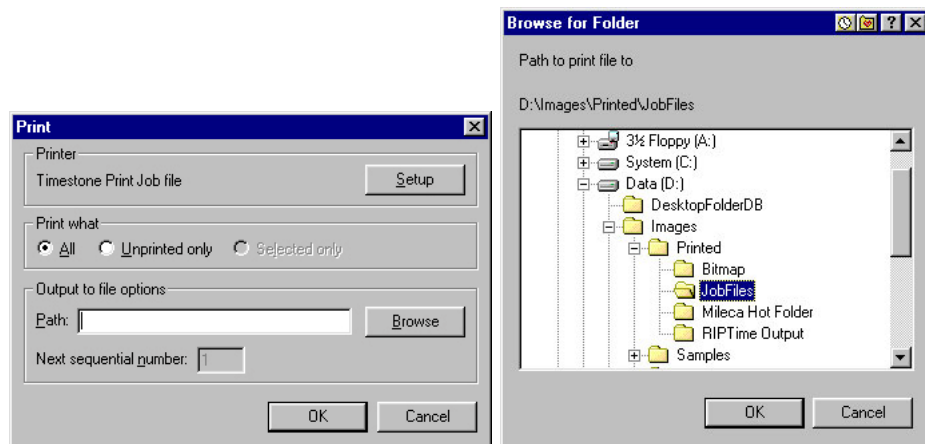 Print
Printer
Timestone Print Job file
Setup
Print what
All
Unprinted only
Selected only
Output to file options
Path:
Browse
Next sequential number:
1
OK
Cancel
Browse for Folder
Path to print file to
D:\Images\Printed\JobFiles
3½ Floppy (A:)
System (C:)
Data (D:)
DesktopFolderDB
Images
Printed
Bitmap
JobFiles
Mileca Hot Folder
RIPTime Output
Samples
OK
Cancel